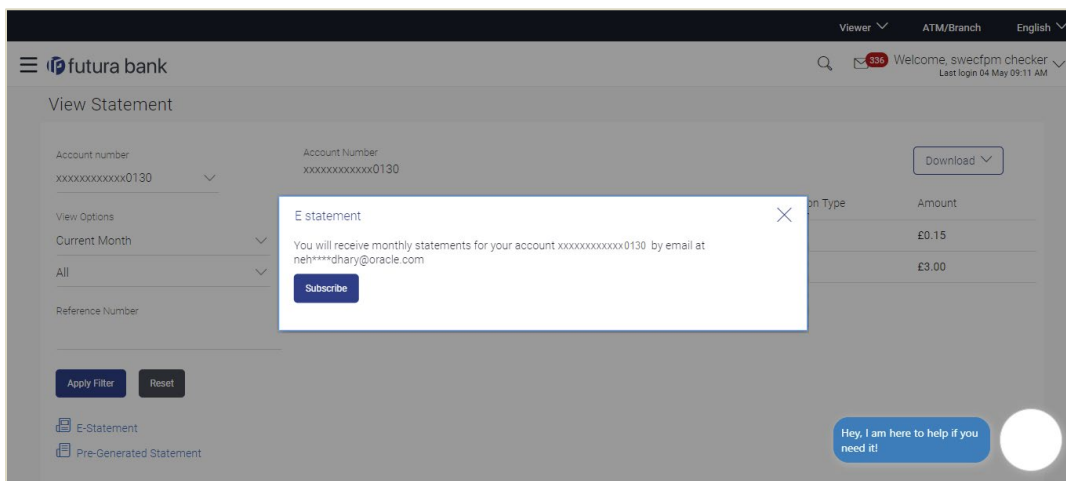 Viewer ATM/Branch English
futura bank
336 Welcome, swecfpm checker
Last login 04 May 09:11 AM
View Statement
Account number
xxxxxxxxxxxx0130
View Options
Current Month
All
Reference Number
Apply Filter Reset
E-Statement
Pre-Generated Statement
Account Number
xxxxxxxxxxxx0130
Download
on Type Amount
£0.15
£3.00
E statement
You will receive monthly statements for your account xxxxxxxxxxxx0130 by email at
neh****dhary@oracle.com
Subscribe
Hey, I am here to help if you
need it!